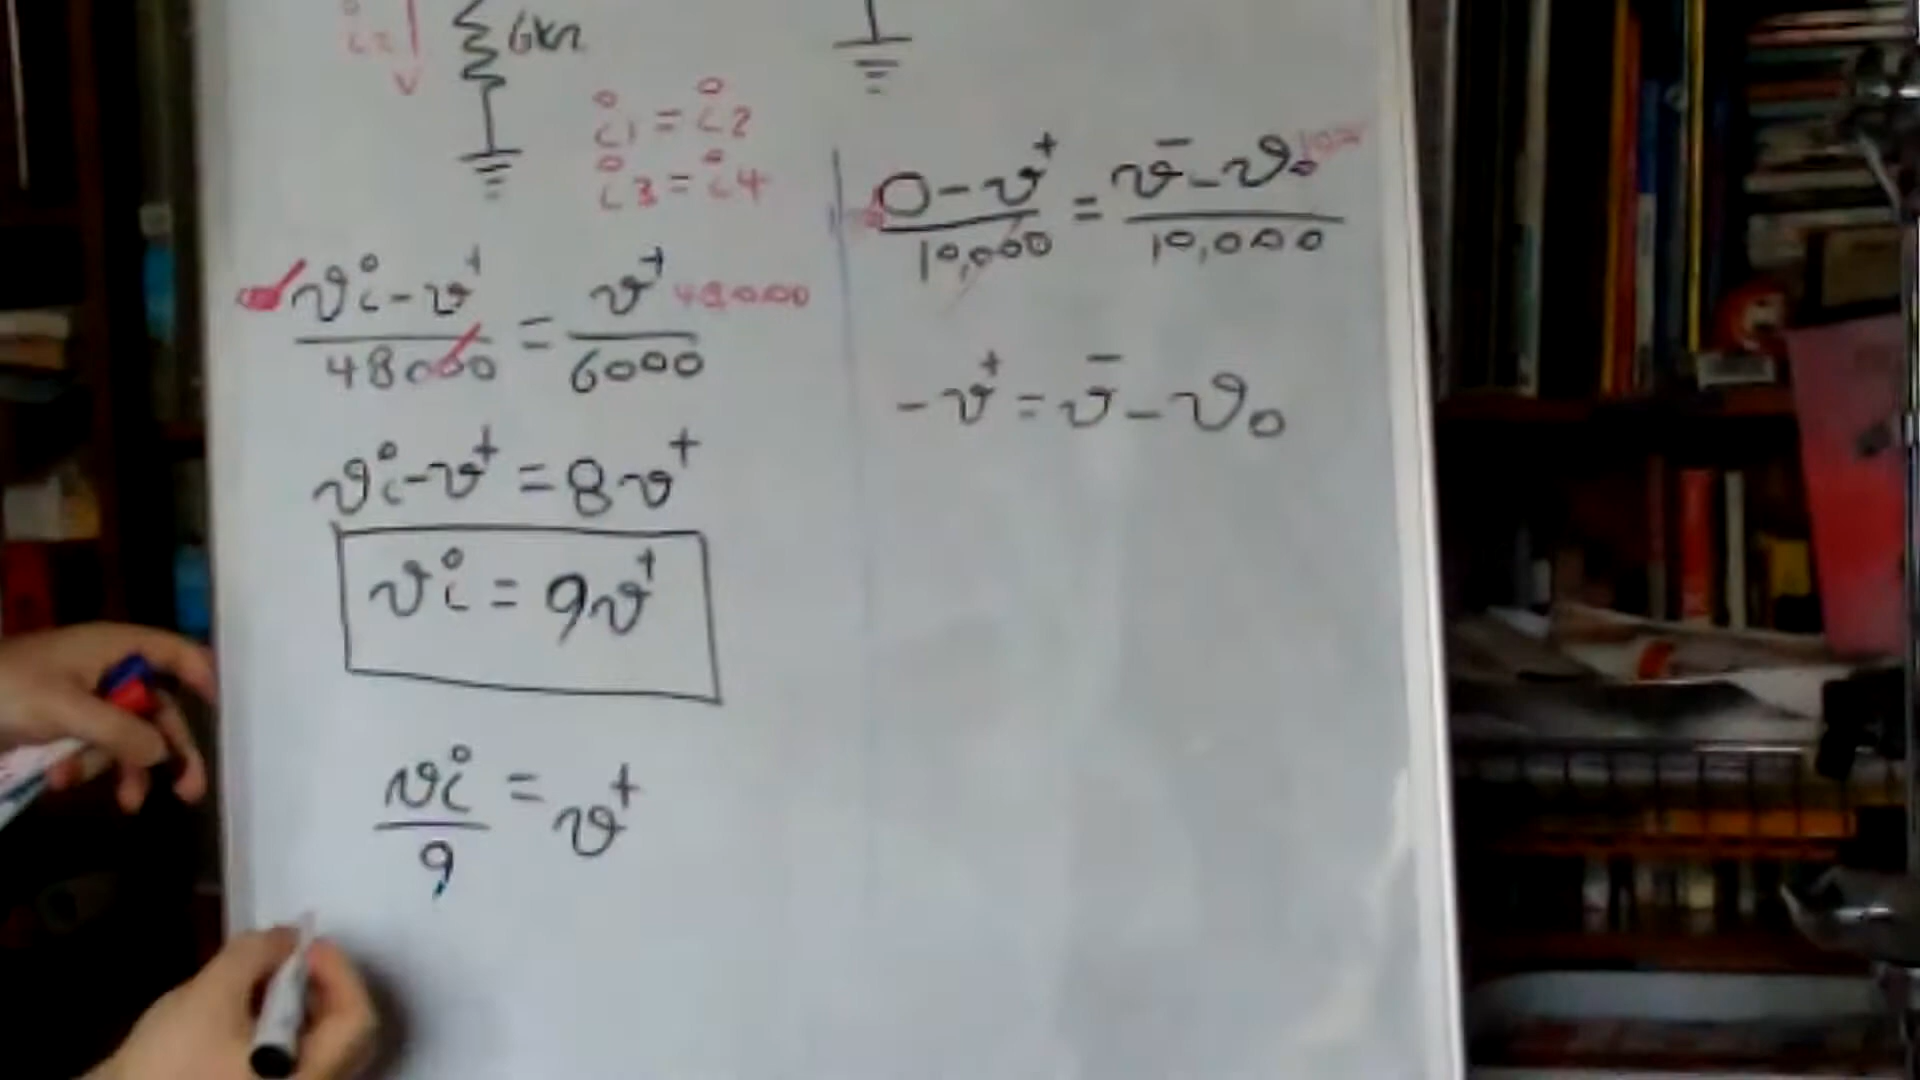 i2
6kΩ
i1 = i2
i3 = i4
vi - v+ / 48000 = v+ / 6000 48000
vi - v+ = 8v+
vi = 9v+
vi / 9 = v+
0 - v+ / 10,000 = v- - vo / 10,000
-v+ = v- - vo